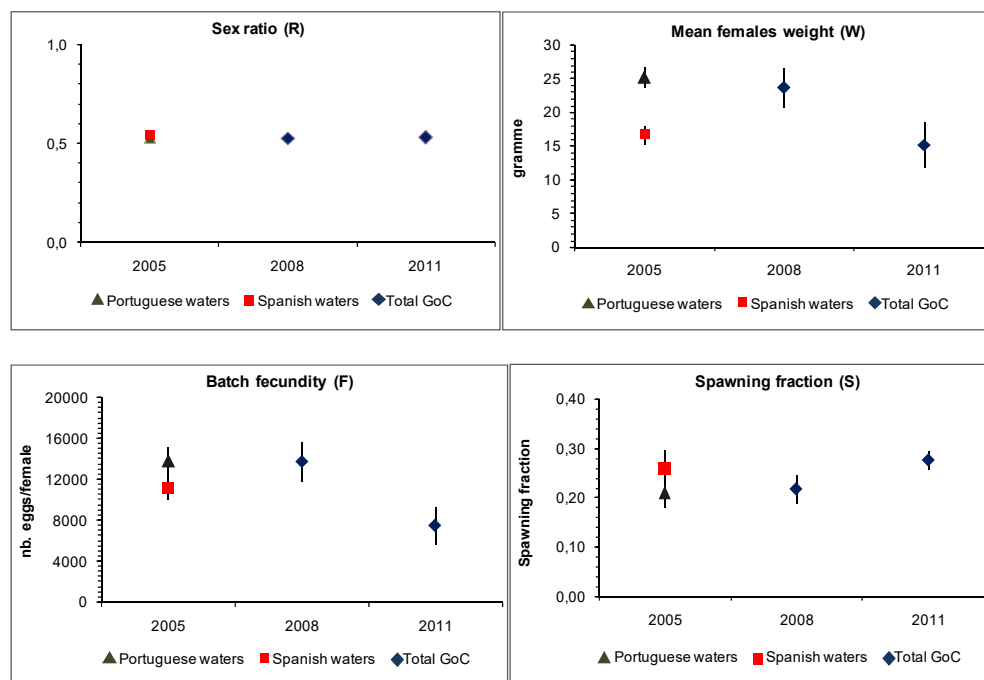 Sex ratio (R)
1,0
0,5
0,0
2005 2008 2011
Portuguese waters Spanish waters Total GoC
Mean females weight (W)
30
25
20
15
10
5
0
gramme
2005 2008 2011
Portuguese waters Spanish waters Total GoC
Batch fecundity (F)
20000
16000
12000
8000
4000
0
nb. eggs/female
2005 2008 2011
Portuguese waters Spanish waters Total GoC
Spawning fraction (S)
0,40
0,30
0,20
0,10
0,00
Spawning fraction
2005 2008 2011
Portuguese waters Spanish waters Total GoC